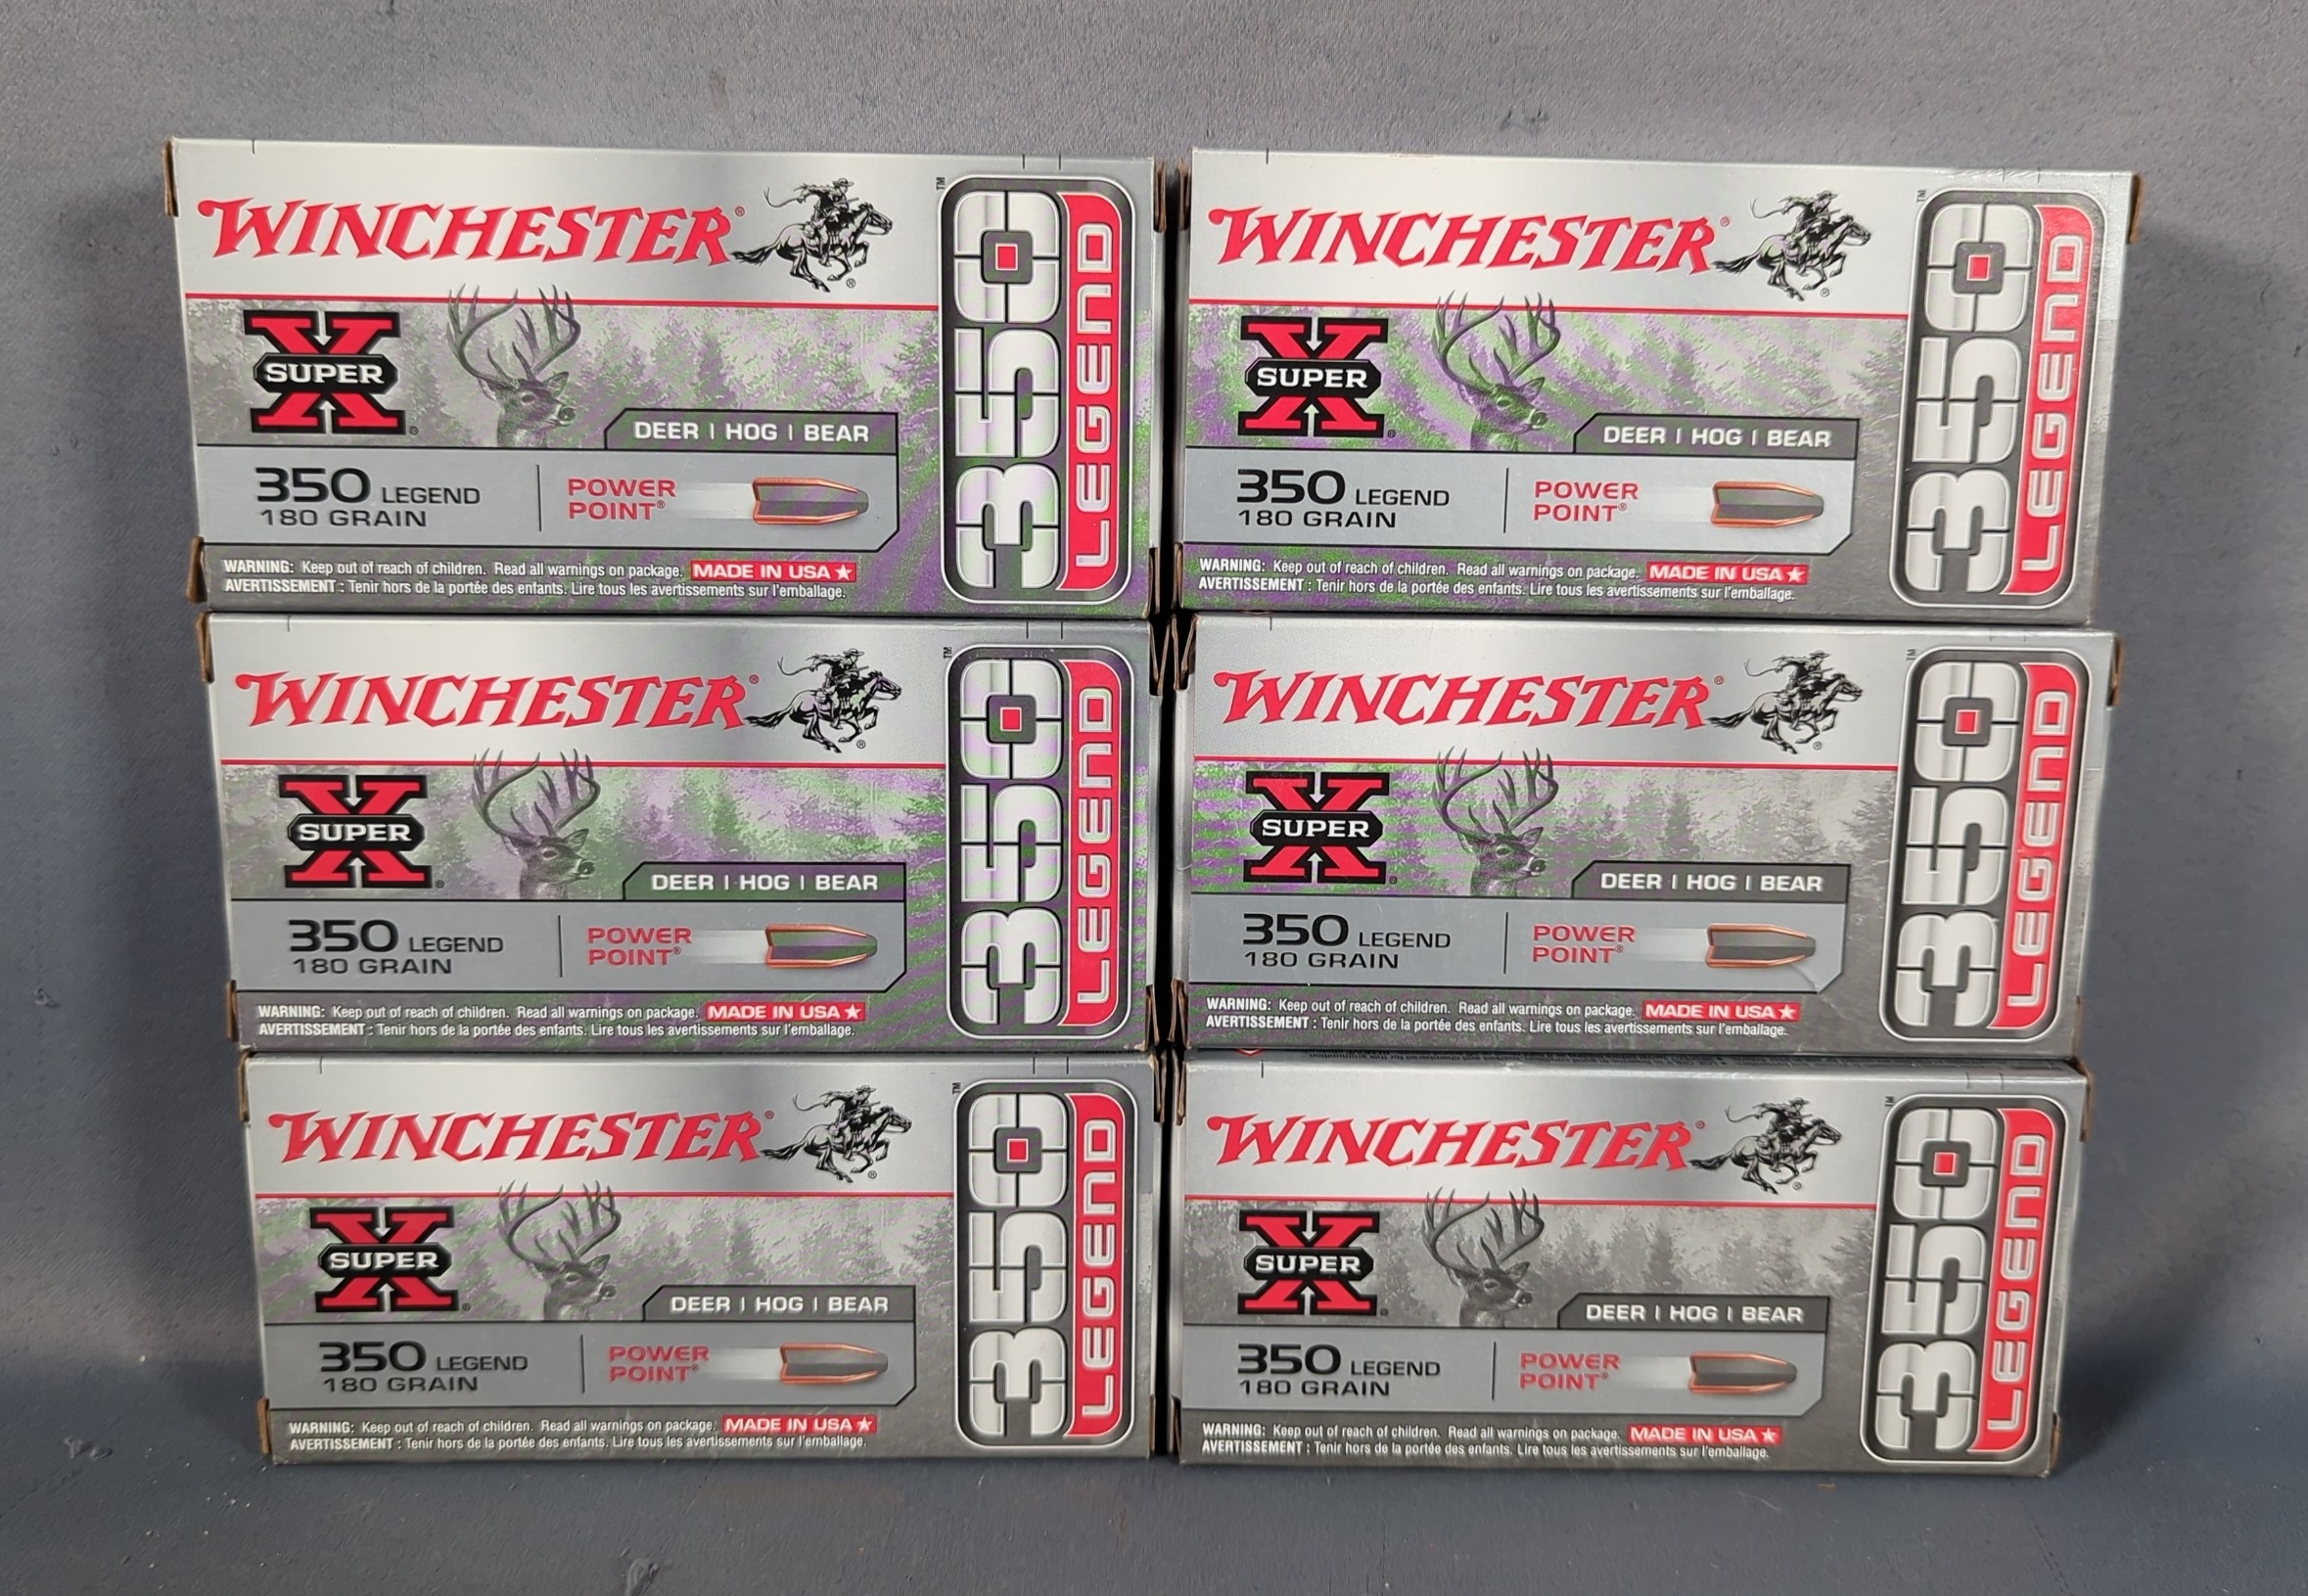 WINCHESTER®
X SUPER ®
DEER | HOG | BEAR
350 LEGEND
180 GRAIN
POWER
POINT®
WARNING: Keep out of reach of children. Read all warnings on package. MADE IN USA
AVERTISSEMENT : Tenir hors de la portée des enfants. Lire tous les avertissements sur l'emballage.
350 LEGEND ™
WINCHESTER®
X SUPER ®
DEER | HOG | BEAR
350 LEGEND
180 GRAIN
POWER
POINT®
WARNING: Keep out of reach of children. Read all warnings on package. MADE IN USA
AVERTISSEMENT : Tenir hors de la portée des enfants. Lire tous les avertissements sur l'emballage.
350 LEGEND ™
WINCHESTER®
X SUPER ®
DEER | HOG | BEAR
350 LEGEND
180 GRAIN
POWER
POINT®
WARNING: Keep out of reach of children. Read all warnings on package. MADE IN USA
AVERTISSEMENT : Tenir hors de la portée des enfants. Lire tous les avertissements sur l'emballage.
350 LEGEND ™
WINCHESTER®
X SUPER ®
DEER | HOG | BEAR
350 LEGEND
180 GRAIN
POWER
POINT®
WARNING: Keep out of reach of children. Read all warnings on package. MADE IN USA
AVERTISSEMENT : Tenir hors de la portée des enfants. Lire tous les avertissements sur l'emballage.
350 LEGEND ™
WINCHESTER®
X SUPER ®
DEER | HOG | BEAR
350 LEGEND
180 GRAIN
POWER
POINT®
WARNING: Keep out of reach of children. Read all warnings on package. MADE IN USA
AVERTISSEMENT : Tenir hors de la portée des enfants. Lire tous les avertissements sur l'emballage.
350 LEGEND ™
WINCHESTER®
X SUPER ®
DEER | HOG | BEAR
350 LEGEND
180 GRAIN
POWER
POINT®
WARNING: Keep out of reach of children. Read all warnings on package. MADE IN USA
AVERTISSEMENT : Tenir hors de la portée des enfants. Lire tous les avertissements sur l'emballage.
350 LEGEND ™